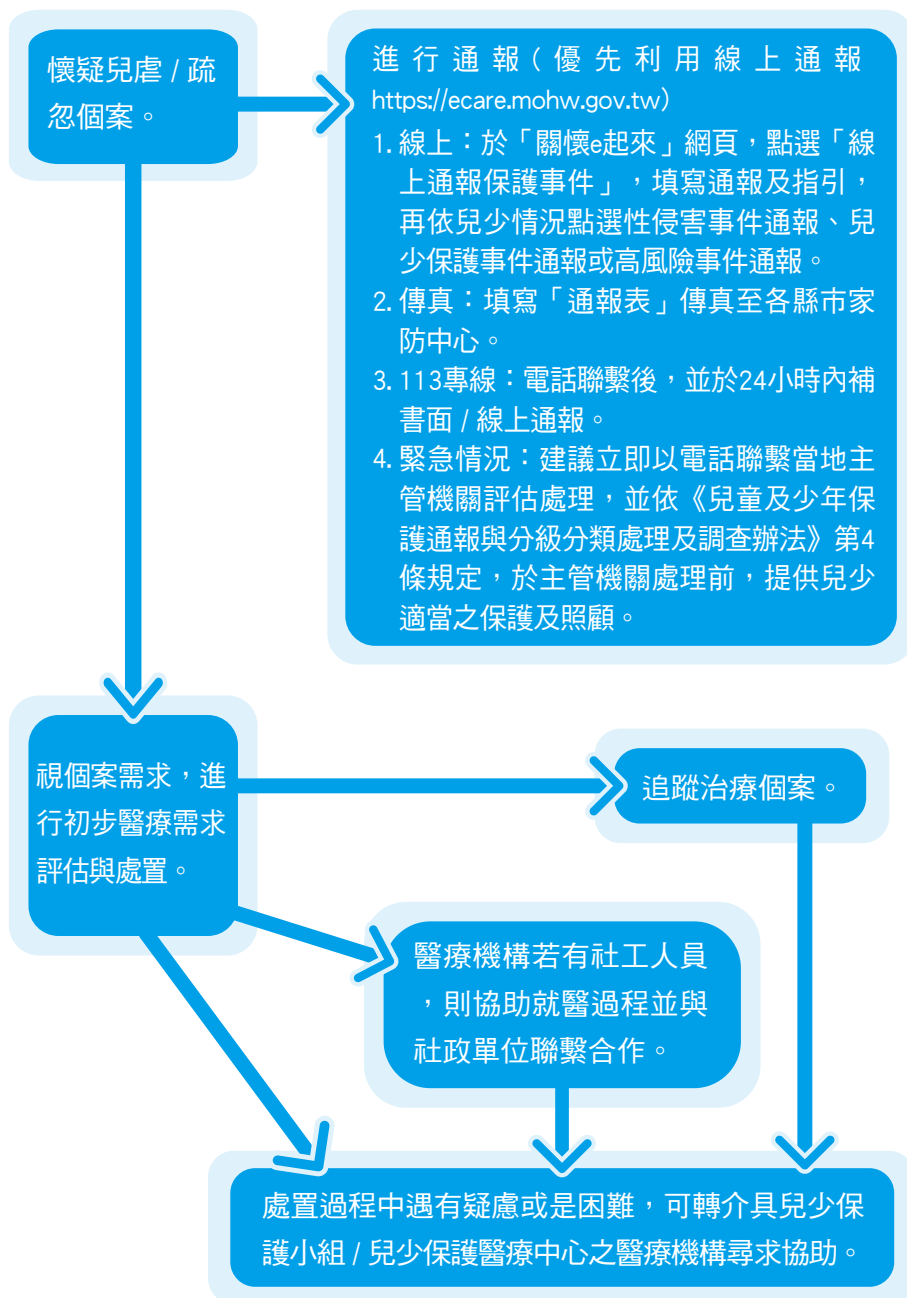 懷疑兒虐 / 疏
忽個案。
進行通報(優先利用線上通報
https://ecare.mohw.gov.tw)
1. 線上：於「關懷e起來」網頁，點選「線
上通報保護事件」，填寫通報及指引，
再依兒少情況點選性侵害事件通報、兒
少保護事件通報或高風險事件通報。
2. 傳真：填寫「通報表」傳真至各縣市家
防中心。
3. 113專線：電話聯繫後，並於24小時內補
書面 / 線上通報。
4. 緊急情況：建議立即以電話聯繫當地主
管機關評估處理，並依《兒童及少年保
護通報與分級分類處理及調查辦法》第4
條規定，於主管機關處理前，提供兒少
適當之保護及照顧。
視個案需求，進
行初步醫療需求
評估與處置。
追蹤治療個案。
醫療機構若有社工人員
，則協助就醫過程並與
社政單位聯繫合作。
處置過程中遇有疑慮或是困難，可轉介具兒少保
護小組 / 兒少保護醫療中心之醫療機構尋求協助。